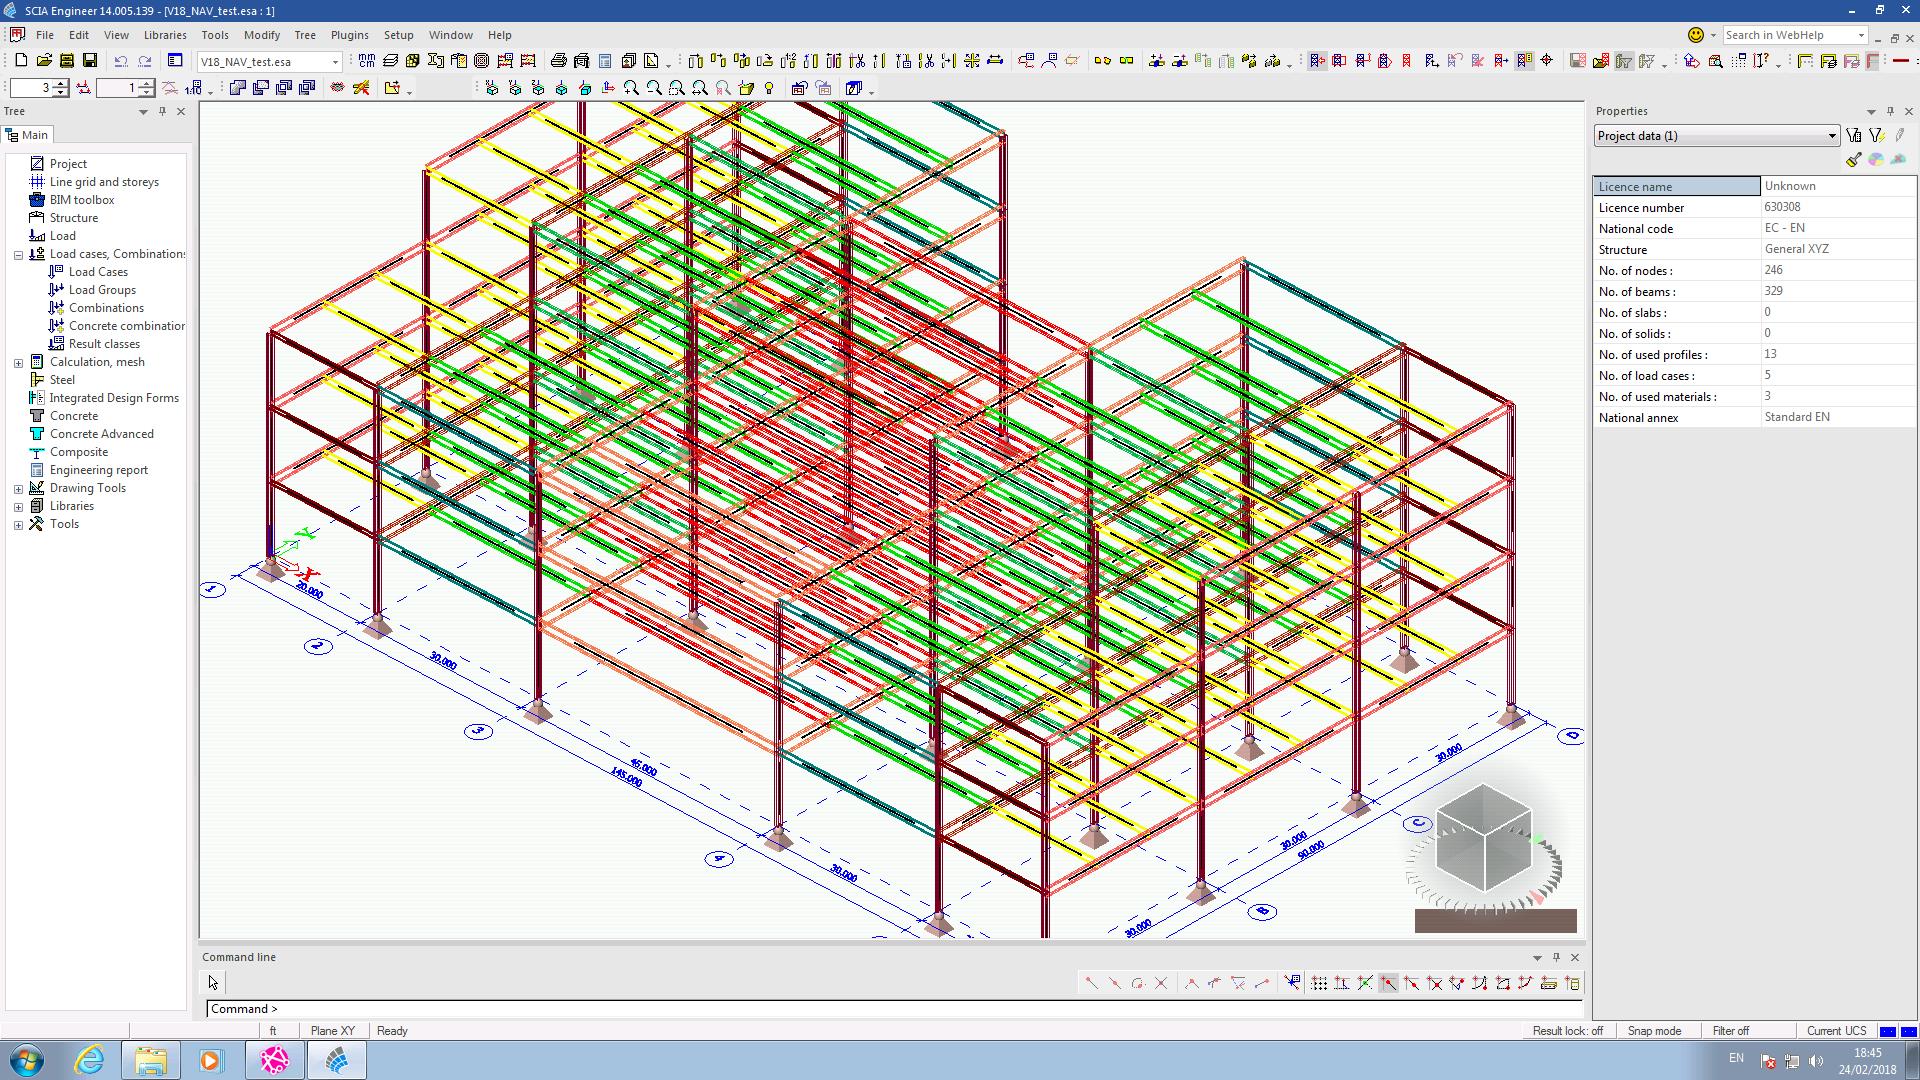 SCIA Engineer 14.005.139 - [V18_NAV_test.esa : 1]
File Edit View Libraries Tools Modify Tree Plugins Setup Window Help
Search in WebHelp
V18_NAV_test.esa
3
1
Tree
Main
Project
Line grid and storeys
BIM toolbox
Structure
Load
Load cases, Combinations
Load Cases
Load Groups
Combinations
Concrete combination
Result classes
Calculation, mesh
Steel
Integrated Design Forms
Concrete
Concrete Advanced
Composite
Engineering report
Drawing Tools
Libraries
Tools
Y
X
1
20.000
2
30.000
3
45.000
145.000
4
30.000
30.000
B
30.000
90.000
C
30.000
D
Properties
Project data (1)
Licence name Unknown
Licence number 630308
National code EC - EN
Structure General XYZ
No. of nodes : 246
No. of beams : 329
No. of slabs : 0
No. of solids : 0
No. of used profiles : 13
No. of load cases : 5
No. of used materials : 3
National annex Standard EN
Command line
Command >
ft Plane XY Ready
Result lock: off Snap mode Filter off Current UCS
EN
18:45
24/02/2018